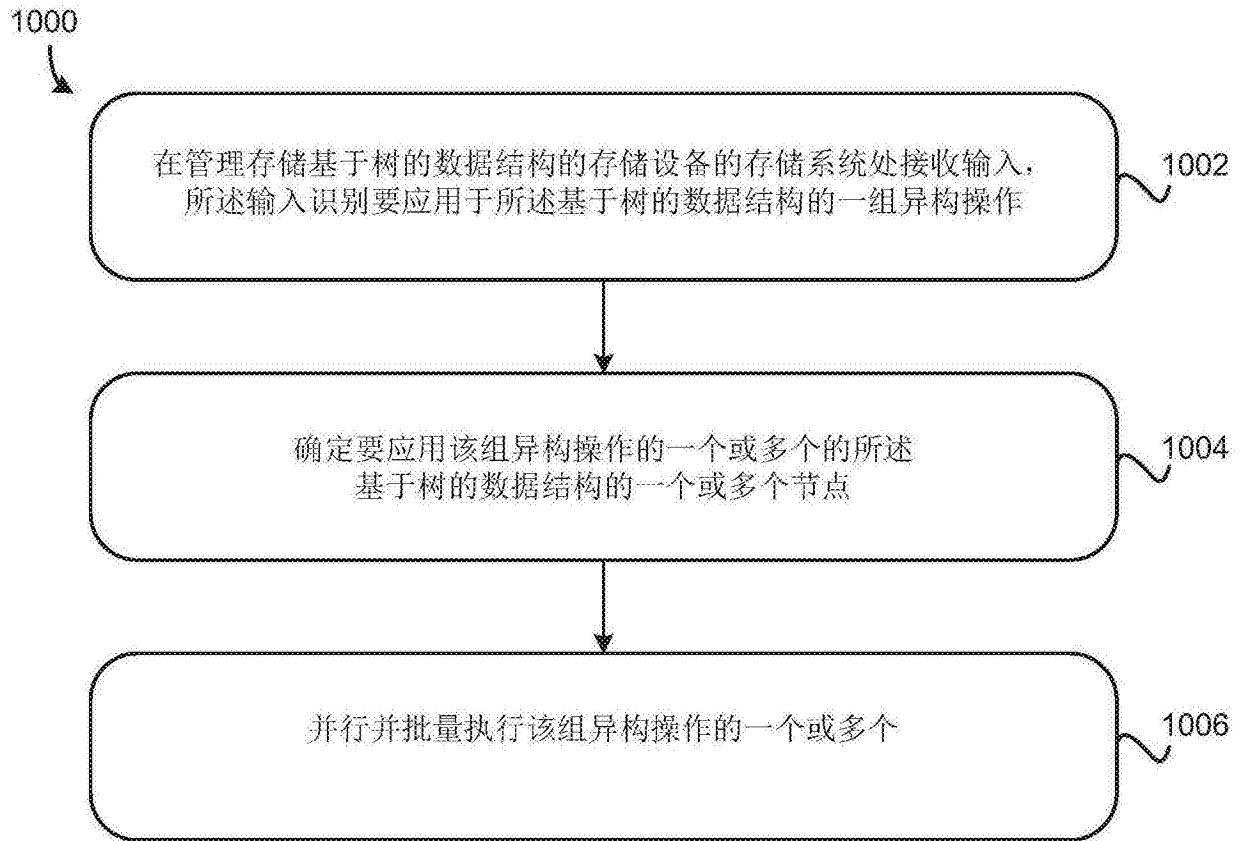 1000
在管理存储基于树的数据结构的存储设备的存储系统处接收输入，
所述输入识别要应用于所述基于树的数据结构的一组异构操作
1002
确定要应用该组异构操作的一个或多个的所述
基于树的数据结构的一个或多个节点
1004
并行并批量执行该组异构操作的一个或多个
1006